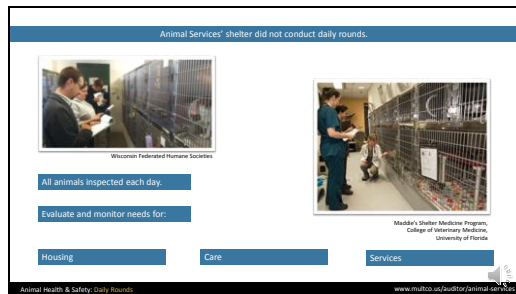 Animal Services' shelter did not conduct daily rounds.
Wisconsin Federated Humane Societies
All animals inspected each day.
Evaluate and monitor needs for:
Maddie's Shelter Medicine Program,
College of Veterinary Medicine,
University of Florida
Housing
Care
Services
Animal Health & Safety: Daily Rounds
www.multco.us/auditor/animal-services